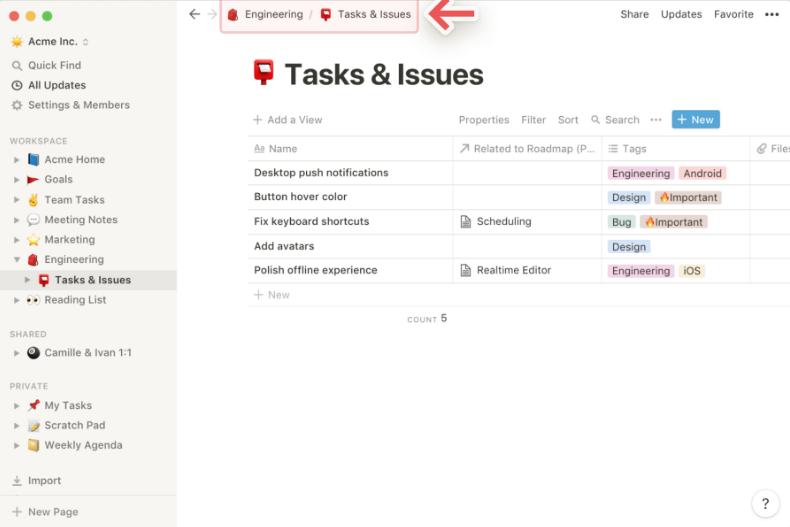 Acme Inc.
Quick Find
All Updates
Settings & Members
WORKSPACE
Acme Home
Goals
Team Tasks
Meeting Notes
Marketing
Engineering
Tasks & Issues
Reading List
SHARED
Camille & Ivan 1:1
PRIVATE
My Tasks
Scratch Pad
Weekly Agenda
Import
New Page
Engineering / Tasks & Issues
Share Updates Favorite •••
Tasks & Issues
+ Add a View Properties Filter Sort Search ••• + New
Aa Name Related to Roadmap (P... Tags Files
Desktop push notifications Engineering Android
Button hover color Design 🔥Important
Fix keyboard shortcuts Scheduling Bug 🔥Important
Add avatars Design
Polish offline experience Realtime Editor Engineering iOS
+ New
COUNT 5
?